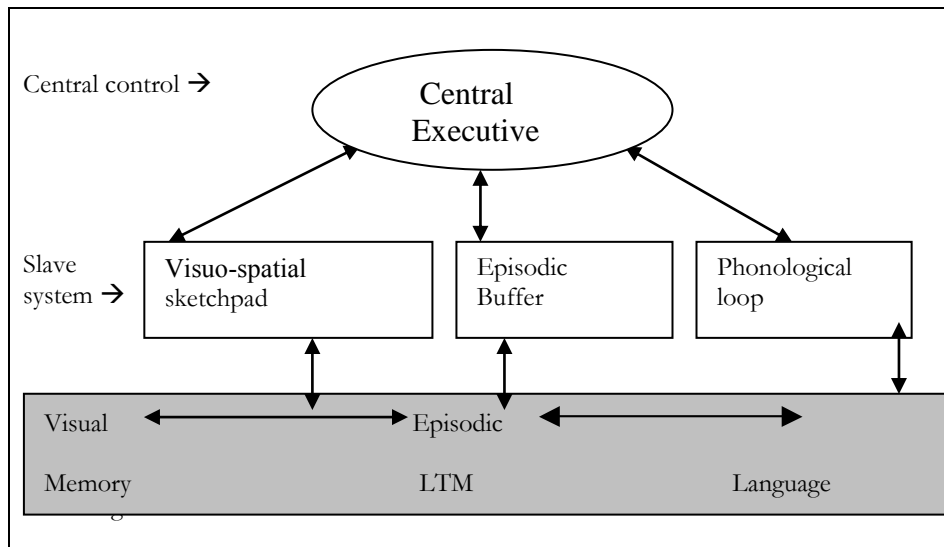 Central control →
Central
Executive
Slave
system →
Visuo-spatial
sketchpad
Episodic
Buffer
Phonological
loop
Visual
Episodic
Memory
LTM
Language